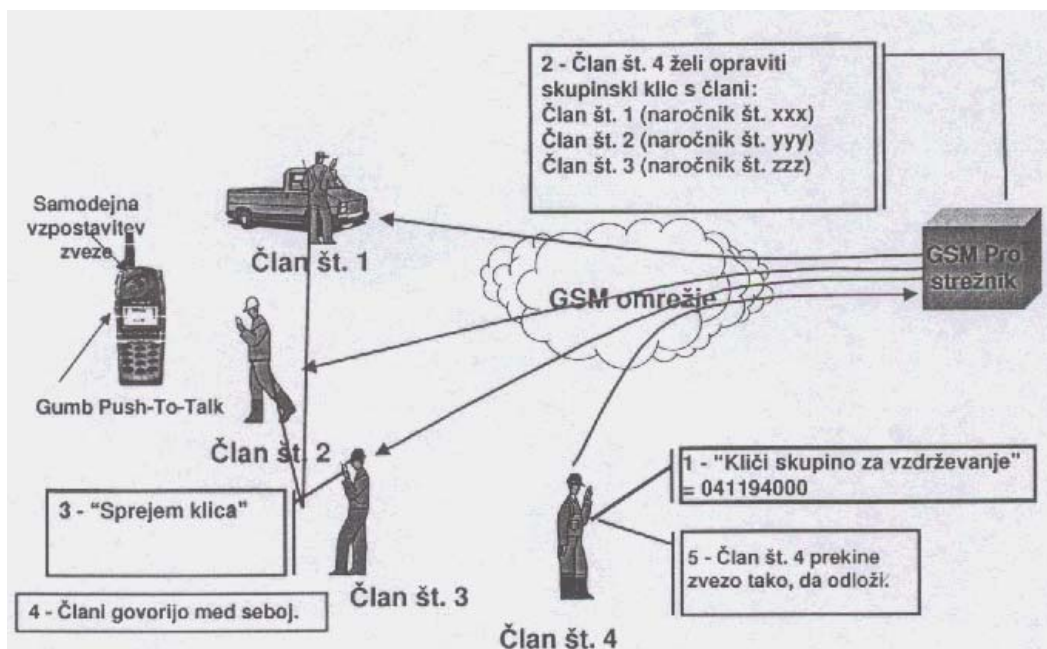 2 - Član št. 4 želi opraviti
skupinski klic s člani:
Član št. 1 (naročnik št. xxx)
Član št. 2 (naročnik št. yyy)
Član št. 3 (naročnik št. zzz)
Samodejna
vzpostavitev
zveze
Član št. 1
GSM omrežje
GSM Pro
strežnik
Gumb Push-To-Talk
Član št. 2
3 - "Sprejem klica"
Član št. 3
1 - "Kliči skupino za vzdrževanje"
= 041194000
5 - Član št. 4 prekine
zvezo tako, da odloži.
4 - Člani govorijo med seboj.
Član št. 4